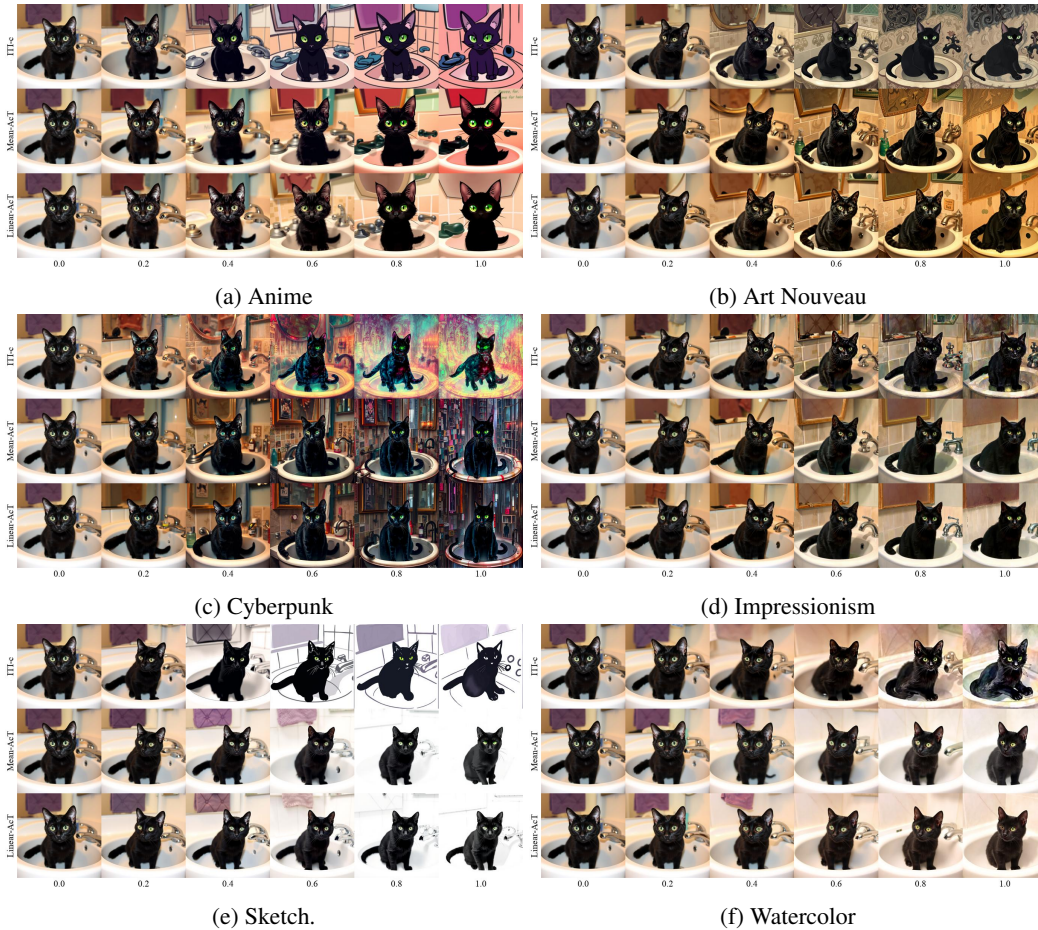 ITI-c
Mean-AcT
Linear-AcT
0.0 0.2 0.4 0.6 0.8 1.0
(a) Anime
ITI-c
Mean-AcT
Linear-AcT
0.0 0.2 0.4 0.6 0.8 1.0
(b) Art Nouveau
ITI-c
Mean-AcT
Linear-AcT
0.0 0.2 0.4 0.6 0.8 1.0
(c) Cyberpunk
ITI-c
Mean-AcT
Linear-AcT
0.0 0.2 0.4 0.6 0.8 1.0
(d) Impressionism
ITI-c
Mean-AcT
Linear-AcT
0.0 0.2 0.4 0.6 0.8 1.0
(e) Sketch.
ITI-c
Mean-AcT
Linear-AcT
0.0 0.2 0.4 0.6 0.8 1.0
(f) Watercolor